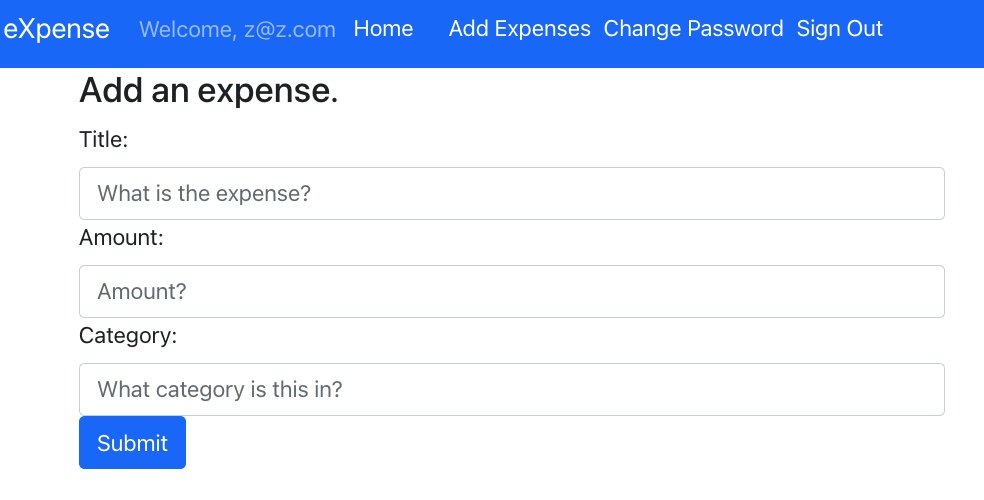 eXpense Welcome, z@z.com Home Add Expenses Change Password Sign Out
Add an expense.
Title:
What is the expense?
Amount:
Amount?
Category:
What category is this in?
Submit